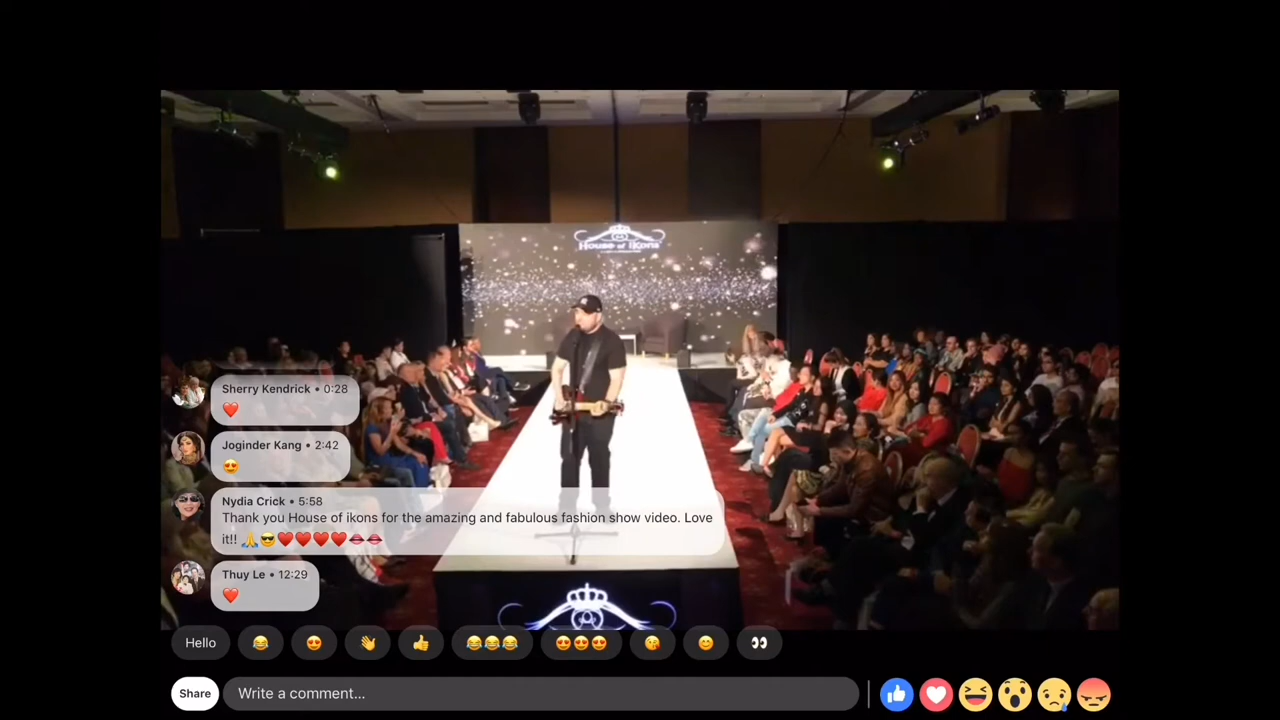 House of iKons
Sherry Kendrick • 0:28
❤️
Joginder Kang • 2:42
😍
Nydia Crick • 5:58
Thank you House of ikons for the amazing and fabulous fashion show video. Love
it!! 🙏😎❤️❤️❤️❤️👄👄
Thuy Le • 12:29
❤️
Hello 😂 😍 👋 👍 😂😂😂 😍😍😍 😘 😊 👀
Share Write a comment...